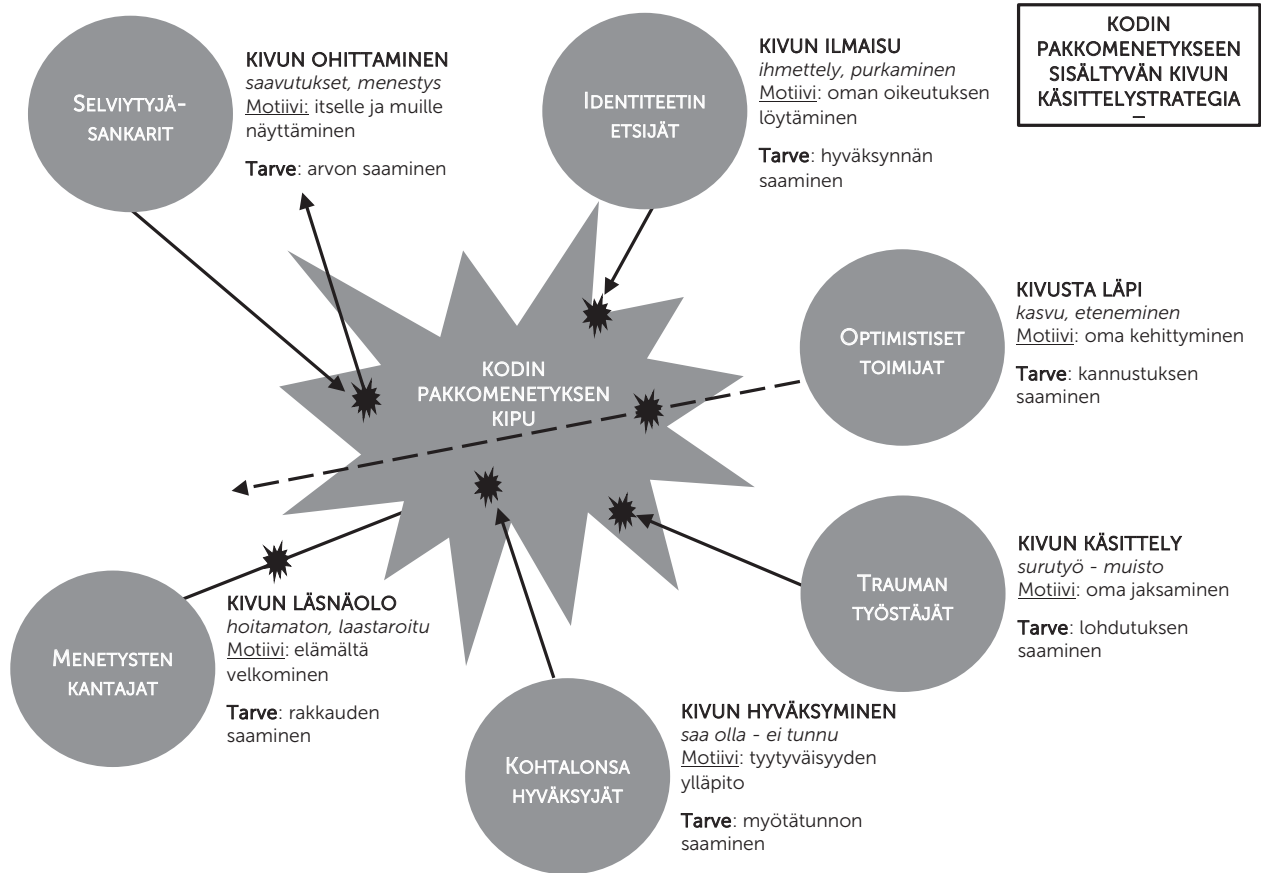 KODIN
PAKKOMENETYKSEEN
SISÄLTYVÄN KIVUN
KÄSITTELYSTRATEGIA
–
SELVIYTYJÄ-
SANKARIT
KIVUN OHITTAMINEN
saavutukset, menestys
Motiivi: itselle ja muille
näyttäminen
Tarve: arvon saaminen
IDENTITEETIN
ETSIJÄT
KIVUN ILMAISU
ihmettely, purkaminen
Motiivi: oman oikeutuksen
löytäminen
Tarve: hyväksynnän
saaminen
OPTIMISTISET
TOIMIJAT
KIVUSTA LÄPI
kasvu, eteneminen
Motiivi: oma kehittyminen
Tarve: kannustuksen
saaminen
KODIN
PAKKOMENETYKSEN
KIPU
TRAUMAN
TYÖSTÄJÄT
KIVUN KÄSITTELY
surutyö - muisto
Motiivi: oma jaksaminen
Tarve: lohdutuksen
saaminen
MENETYSTEN
KANTAJAT
KIVUN LÄSNÄOLO
hoitamaton, laastaroitu
Motiivi: elämältä
velkominen
Tarve: rakkauden
saaminen
KOHTALONSA
HYVÄKSYJÄT
KIVUN HYVÄKSYMINEN
saa olla - ei tunnu
Motiivi: tyytyväisyyden
ylläpito
Tarve: myötätunnon
saaminen